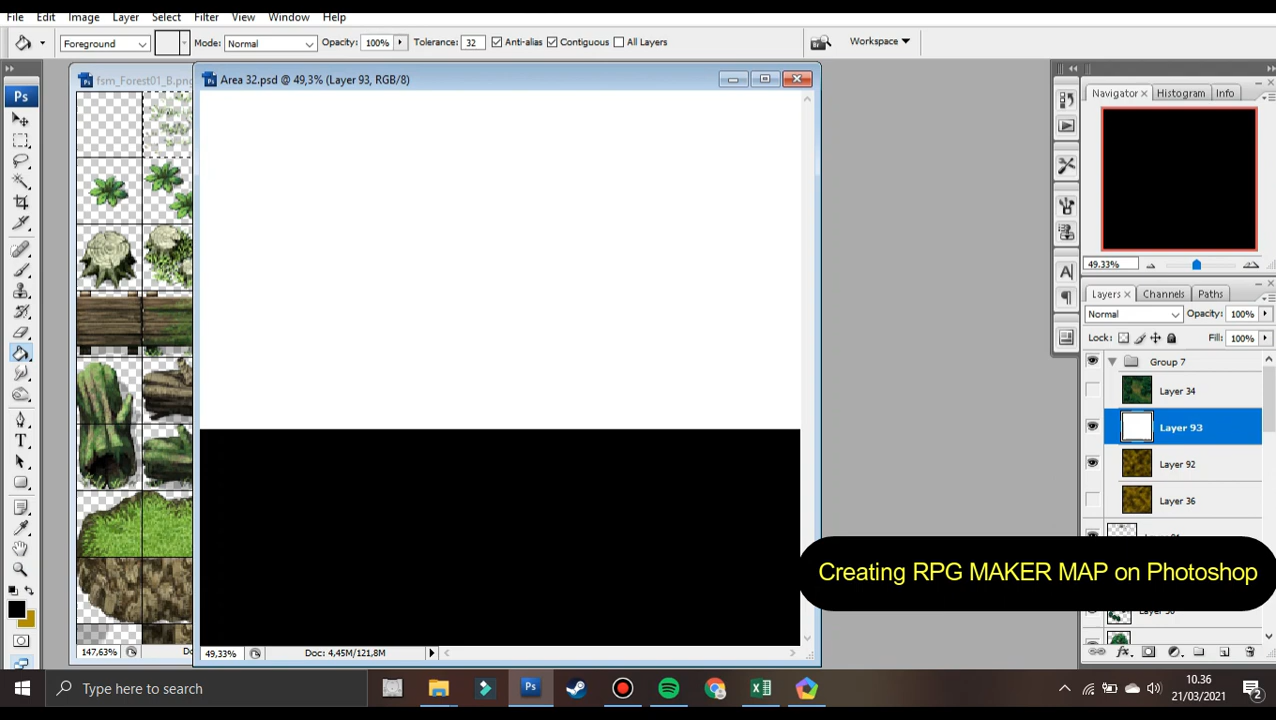 File Edit Image Layer Select Filter View Window Help
Foreground Mode: Normal Opacity: 100% Tolerance: 32 Anti-alias Contiguous All Layers Workspace
fsm_Forest01_B.png
Area 32.psd @ 49,3% (Layer 93, RGB/8)
Ps
Navigator × Histogram Info
49.33%
Layers × Channels Paths
Normal Opacity: 100%
Lock: Fill: 100%
Group 7
Layer 34
Layer 93
Layer 92
Layer 36
Creating RPG MAKER MAP on Photoshop
147,63%
49,33% Doc: 4,45M/121,8M
Type here to search
Ps
10.36
21/03/2021
2